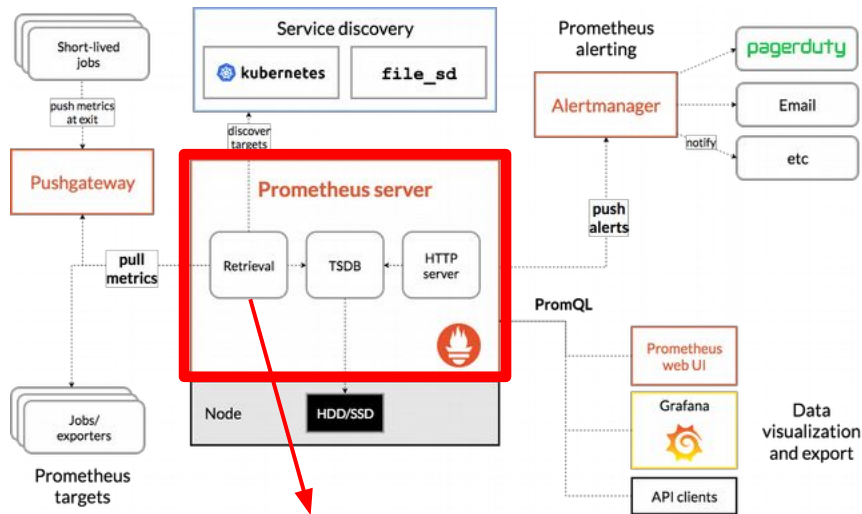 Short-lived
jobs
push metrics
at exit
Pushgateway
pull
metrics
Jobs/
exporters
Prometheus
targets
Service discovery
kubernetes
file_sd
discover
targets
Prometheus server
Retrieval
TSDB
HTTP
server
Node
HDD/SSD
Prometheus
alerting
Alertmanager
pagerduty
Email
etc
notify
push
alerts
PromQL
Prometheus
web UI
Grafana
API clients
Data
visualization
and export